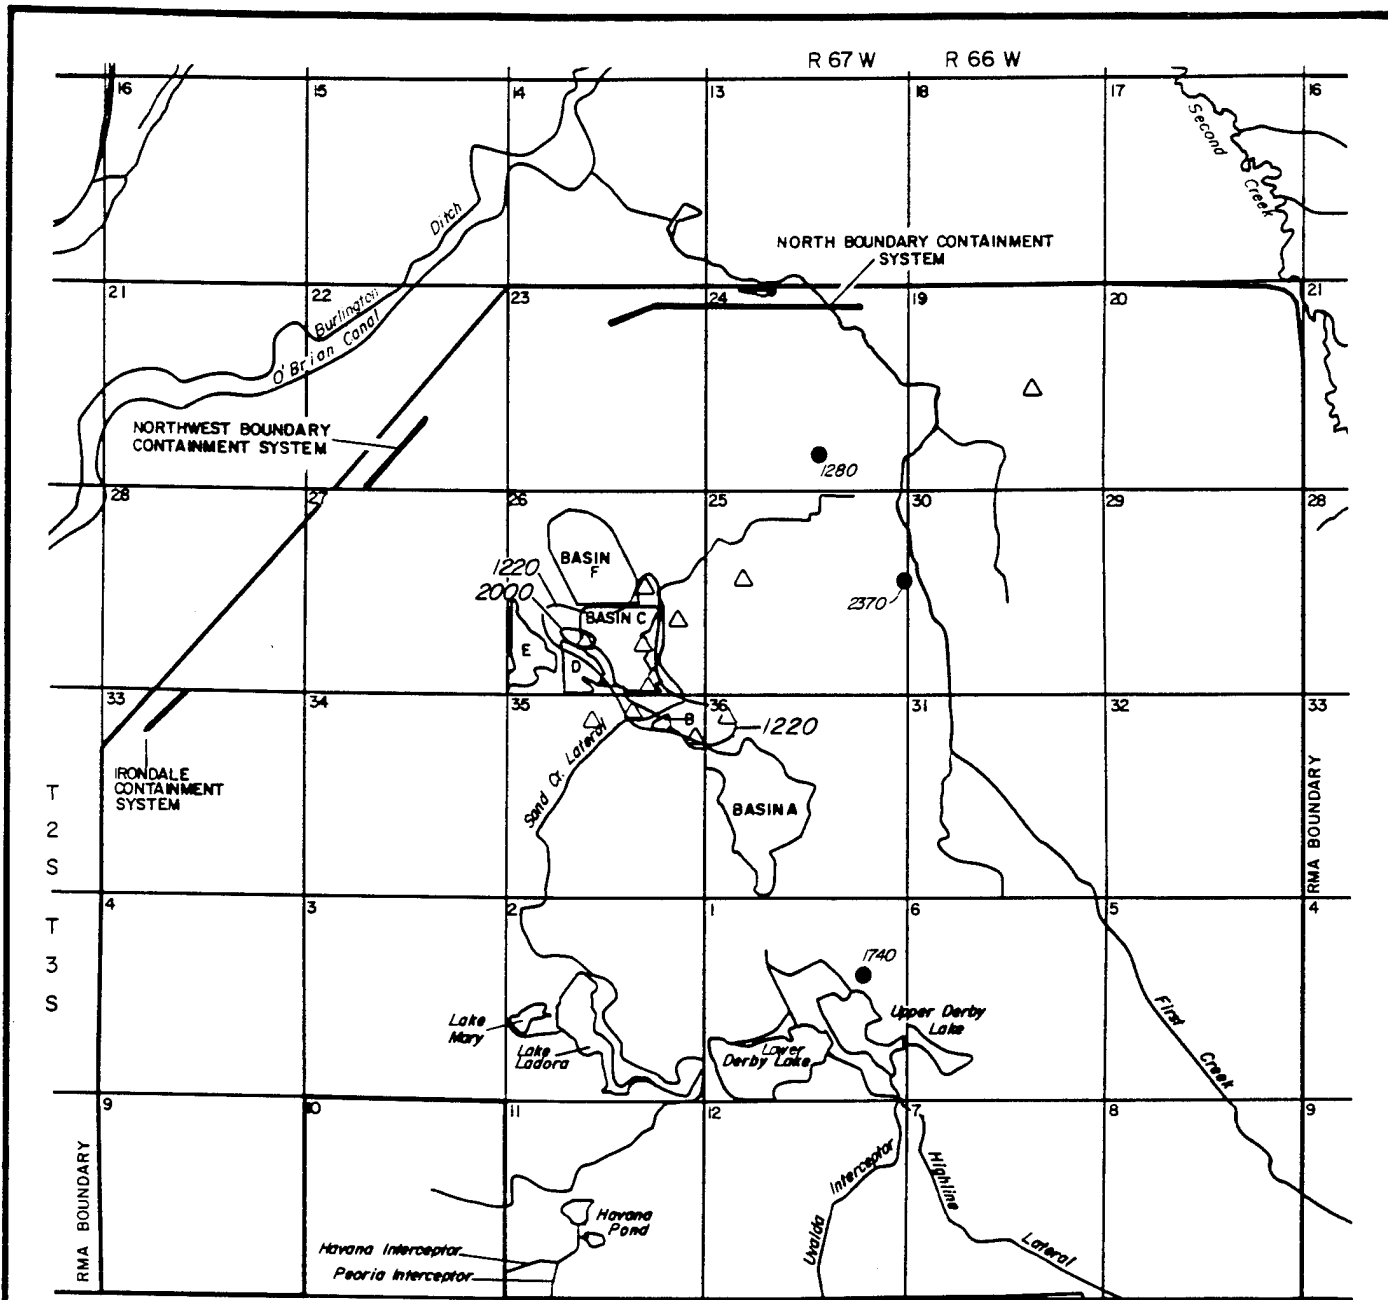 R 67 W R 66 W
16 15 14 13 18 17 16
Second
Creek
Ditch
NORTH BOUNDARY CONTAINMENT
SYSTEM
21 22 23 24 19 20 21
Burlington
O'Brian Canal
NORTHWEST BOUNDARY
CONTAINMENT SYSTEM
1280
28 27 26 25 30 29 28
BASIN
F
1220
2000
2370
BASIN C
E
D
33 34 35 36 31 32 33
B
1220
Sand Cr. Lateral
IRONDALE
CONTAINMENT
SYSTEM
BASIN A
RMA BOUNDARY
T
2
S
4 3 2 1 6 5 4
T
3
S
1740
First
Creek
Upper Derby
Lake
Lake
Mary
Lake
Ladora
Lower
Derby Lake
9 10 11 12 7 8 9
RMA BOUNDARY
Interceptor
Uvalda
Highline
Lateral
Havana
Pond
Havana Interceptor
Peoria Interceptor